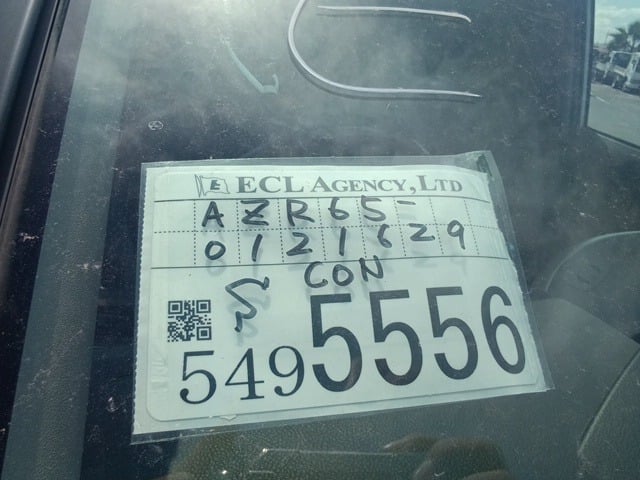 E ECL AGENCY, LTD
AZR65-
0121629
CON
5495556